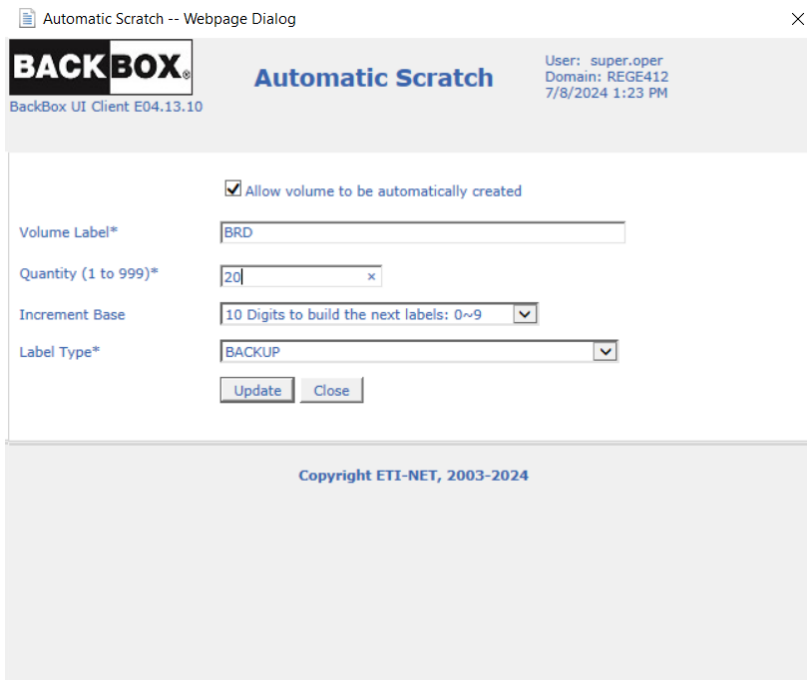 Automatic Scratch -- Webpage Dialog
BACKBOX®
BackBox UI Client E04.13.10
Automatic Scratch
User: super.oper
Domain: REGE412
7/8/2024 1:23 PM
Allow volume to be automatically created
Volume Label* BRD
Quantity (1 to 999)* 20 ×
Increment Base 10 Digits to build the next labels: 0~9
Label Type* BACKUP
Update Close
Copyright ETI-NET, 2003-2024